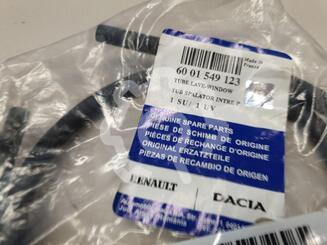 Made in
France
60 01 549 123
TUBE LAVE-WINDOW
TUB SPALATOR INTRE P
1 SU / 1 UV
GENUINE SPARE PARTS
PIESE DE SCHIMB DE ORIGINE
PIÈCES DE RECHANGE D'ORIGINE
ORIGINAL ERSATZTEILE
PIEZAS DE RECAMBIO DE ORIGEN
RENAULT DACIA